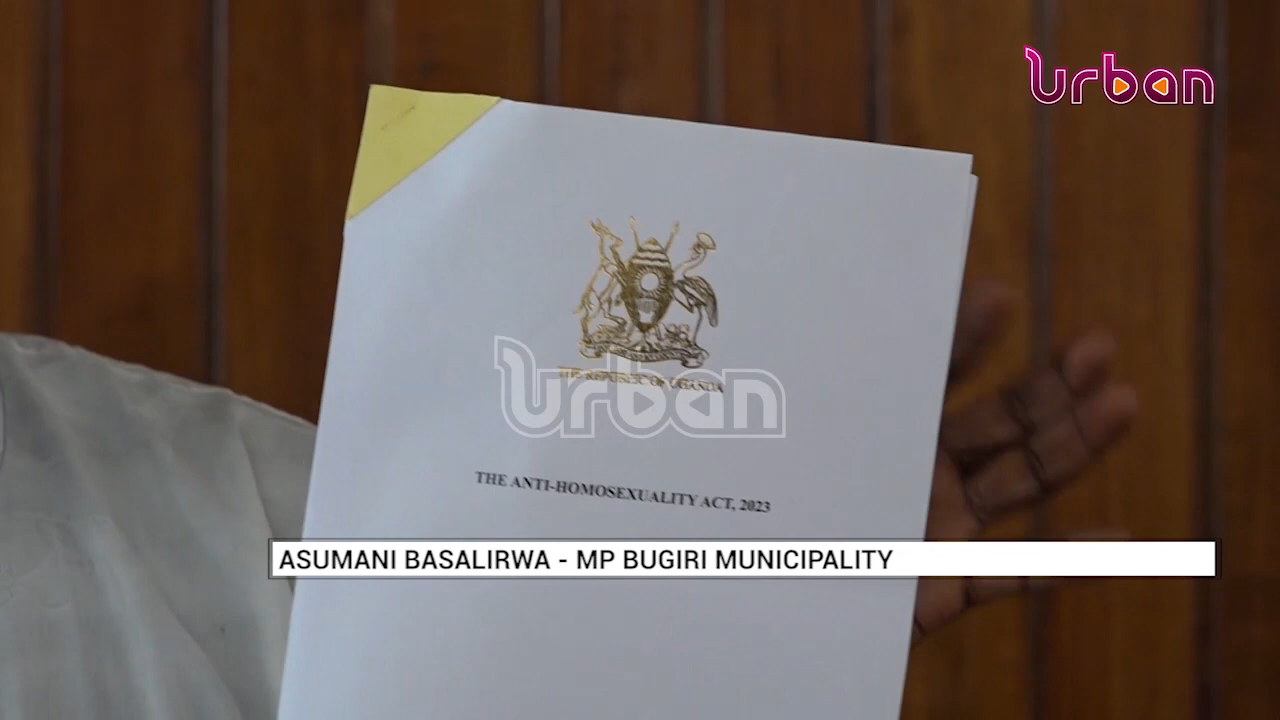 urban
THE REPUBLIC OF UGANDA
urban
THE ANTI-HOMOSEXUALITY ACT, 2023
ASUMANI BASALIRWA - MP BUGIRI MUNICIPALITY